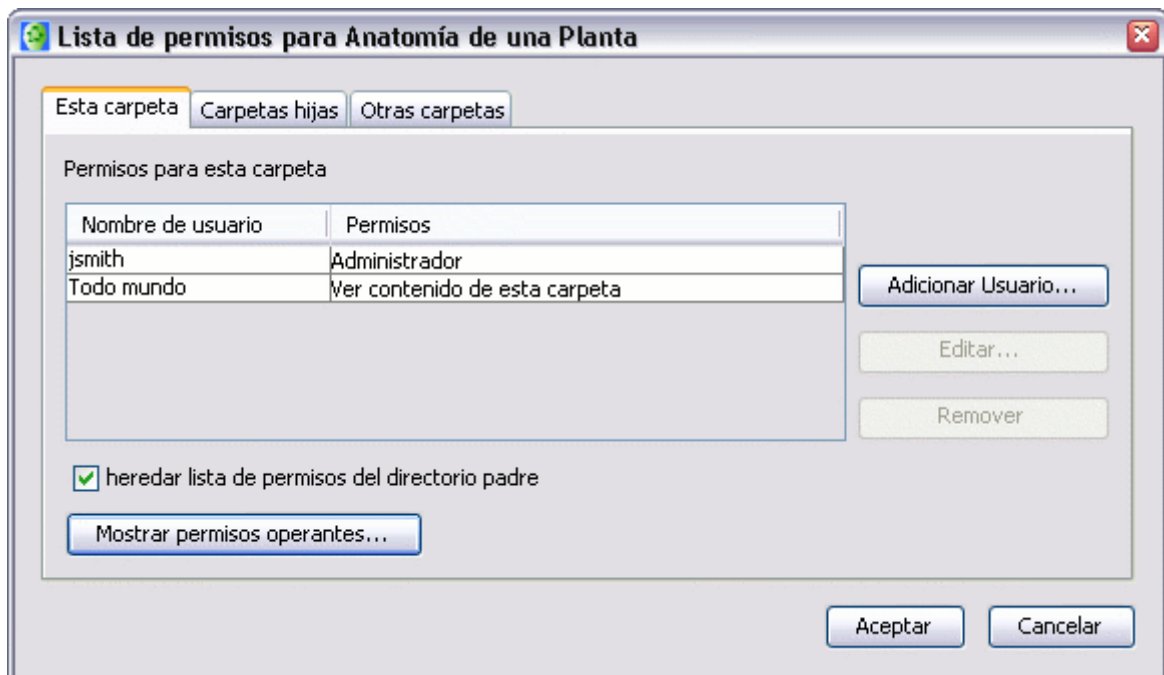 Lista de permisos para Anatomía de una Planta
Esta carpeta Carpetas hijas Otras carpetas
Permisos para esta carpeta
Nombre de usuario Permisos
jsmith Administrador
Todo mundo Ver contenido de esta carpeta
Adicionar Usuario...
Editar...
Remover
heredar lista de permisos del directorio padre
Mostrar permisos operantes...
Aceptar Cancelar